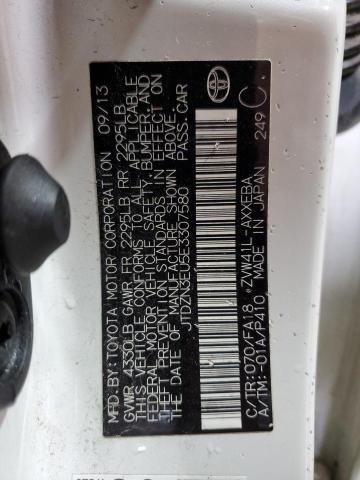 MFD.BY:TOYOTA MOTOR CORPORATION 09/13
GVWR 4330LB GAWR FR 2295LB RR 2295LB
THIS VEHICLE CONFORMS TO ALL APPLICABLE
FEDERAL MOTOR VEHICLE SAFETY, BUMPER, AND
THEFT PREVENTION STANDARDS IN EFFECT ON
THE DATE OF MANUFACTURE SHOWN ABOVE.
JTDZN3EU5E3307580 PASS.CAR
C/TR:070/FA18 *ZVW41L-AXXEBA
A/TM:-01A/P410 MADE IN JAPAN 249 C.